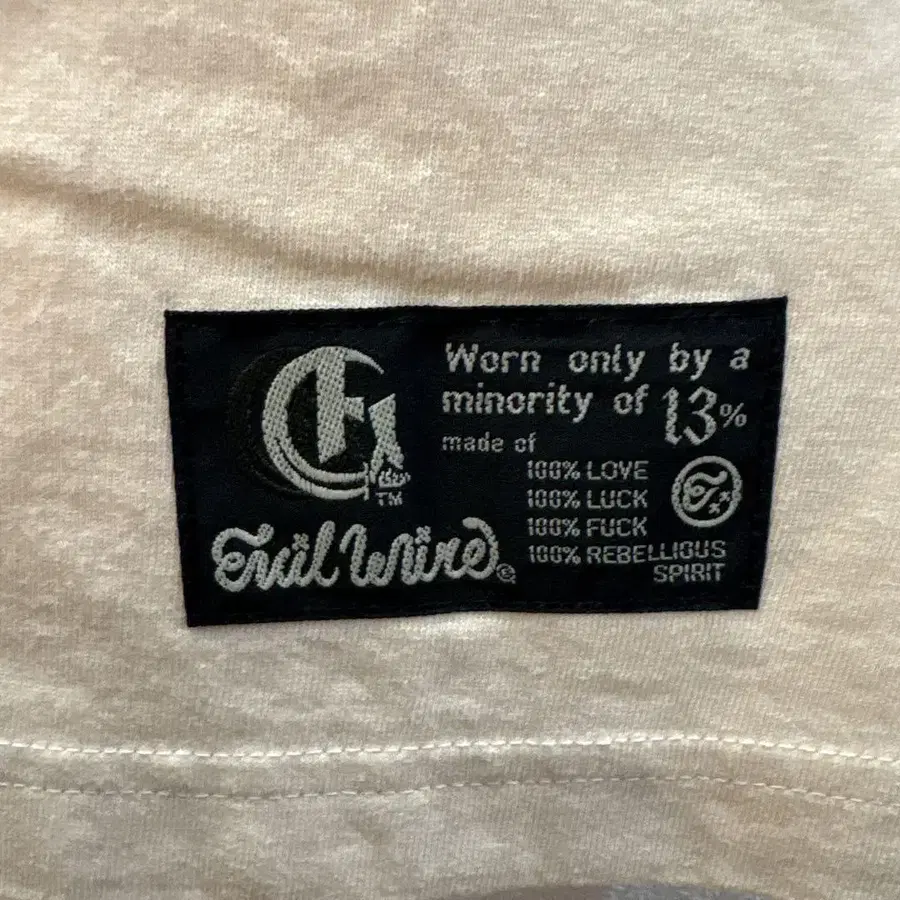 Worn only by a
minority of 13%
made of
100% LOVE
100% LUCK
100% FUCK
100% REBELLIOUS
SPIRIT
TM
Evil Wired©